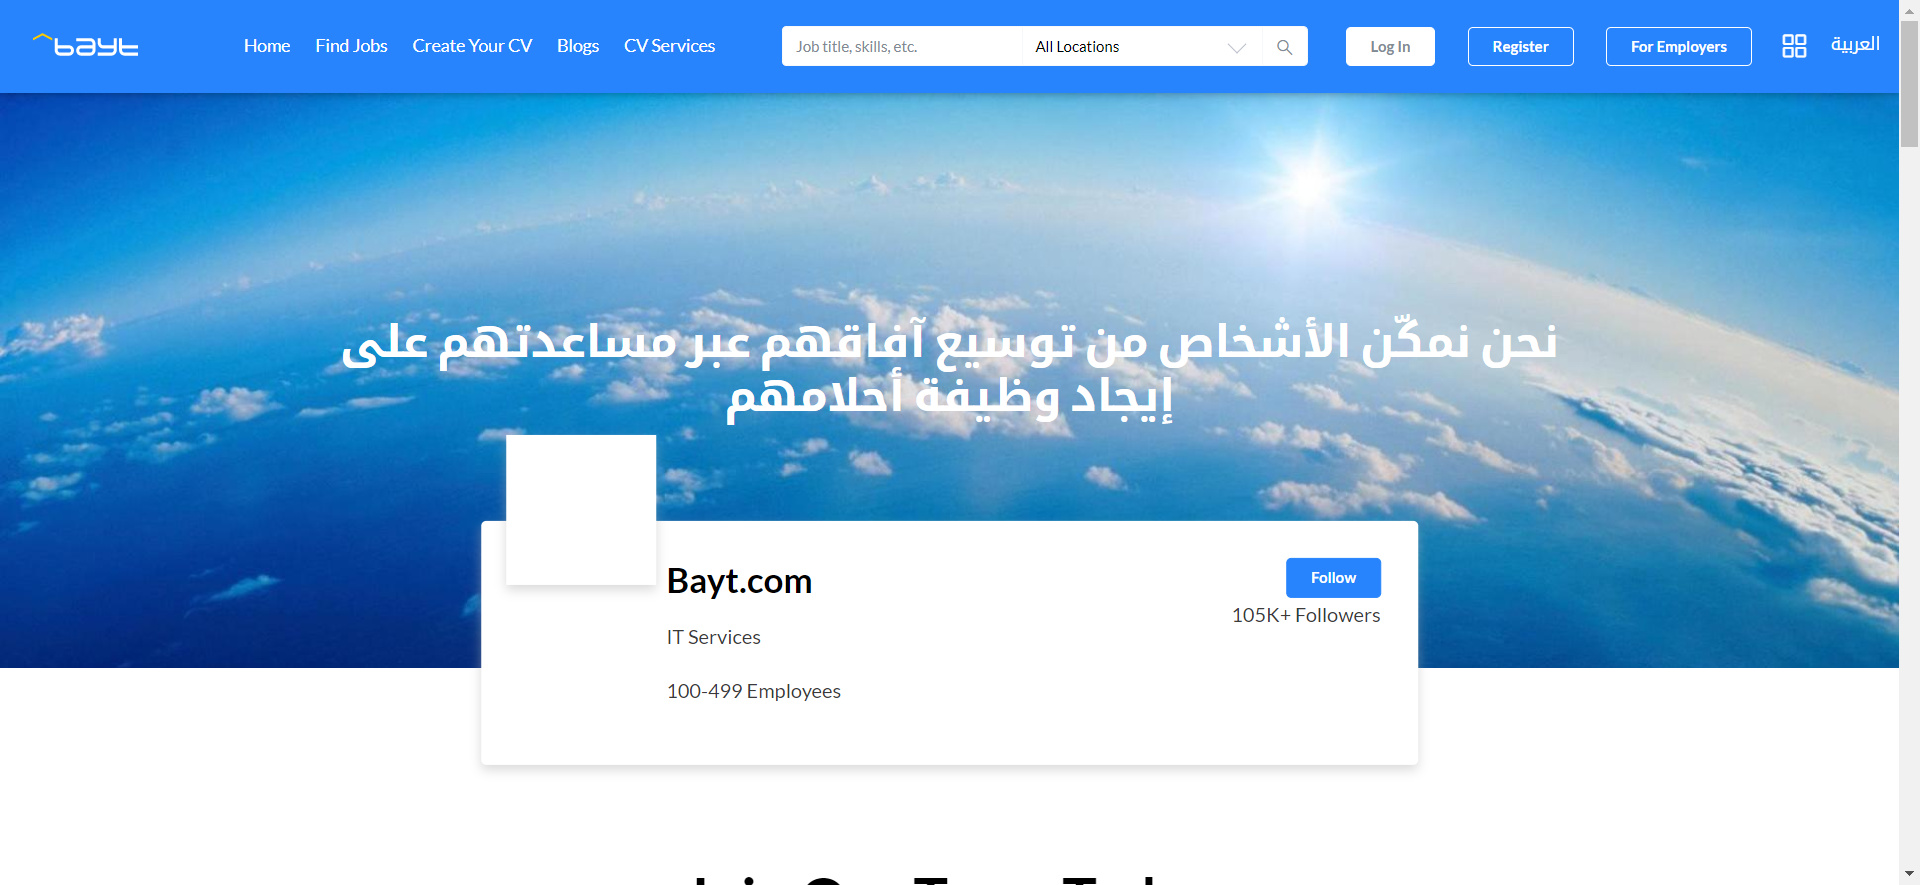 bayt
Home Find Jobs Create Your CV Blogs CV Services
Job title, skills, etc. All Locations
Log In Register For Employers العربية
نحن نمكّن الأشخاص من توسيع آفاقهم عبر مساعدتهم على
إيجاد وظيفة أحلامهم
Bayt.com
Follow
105K+ Followers
IT Services
100-499 Employees